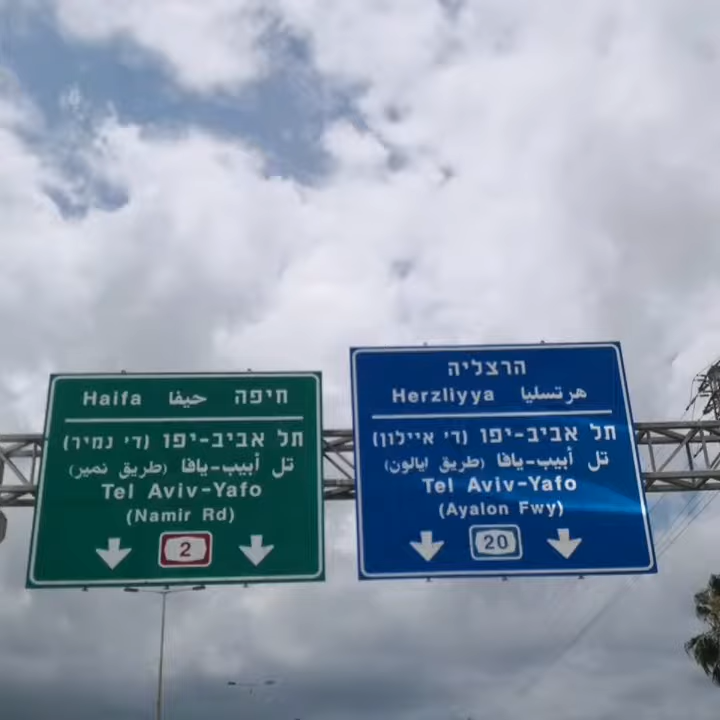 Haifa حيفا חיפה
תל אביב-יפו (ד׳ נמיר)
تل أبيب-يافا (طريق نمير)
Tel Aviv-Yafo
(Namir Rd)
2
הרצליה
Herzliyya هرتسليا
תל אביב-יפו (ד׳ איילון)
تل أبيب-يافا (طريق ايالون)
Tel Aviv-Yafo
(Ayalon Fwy)
20